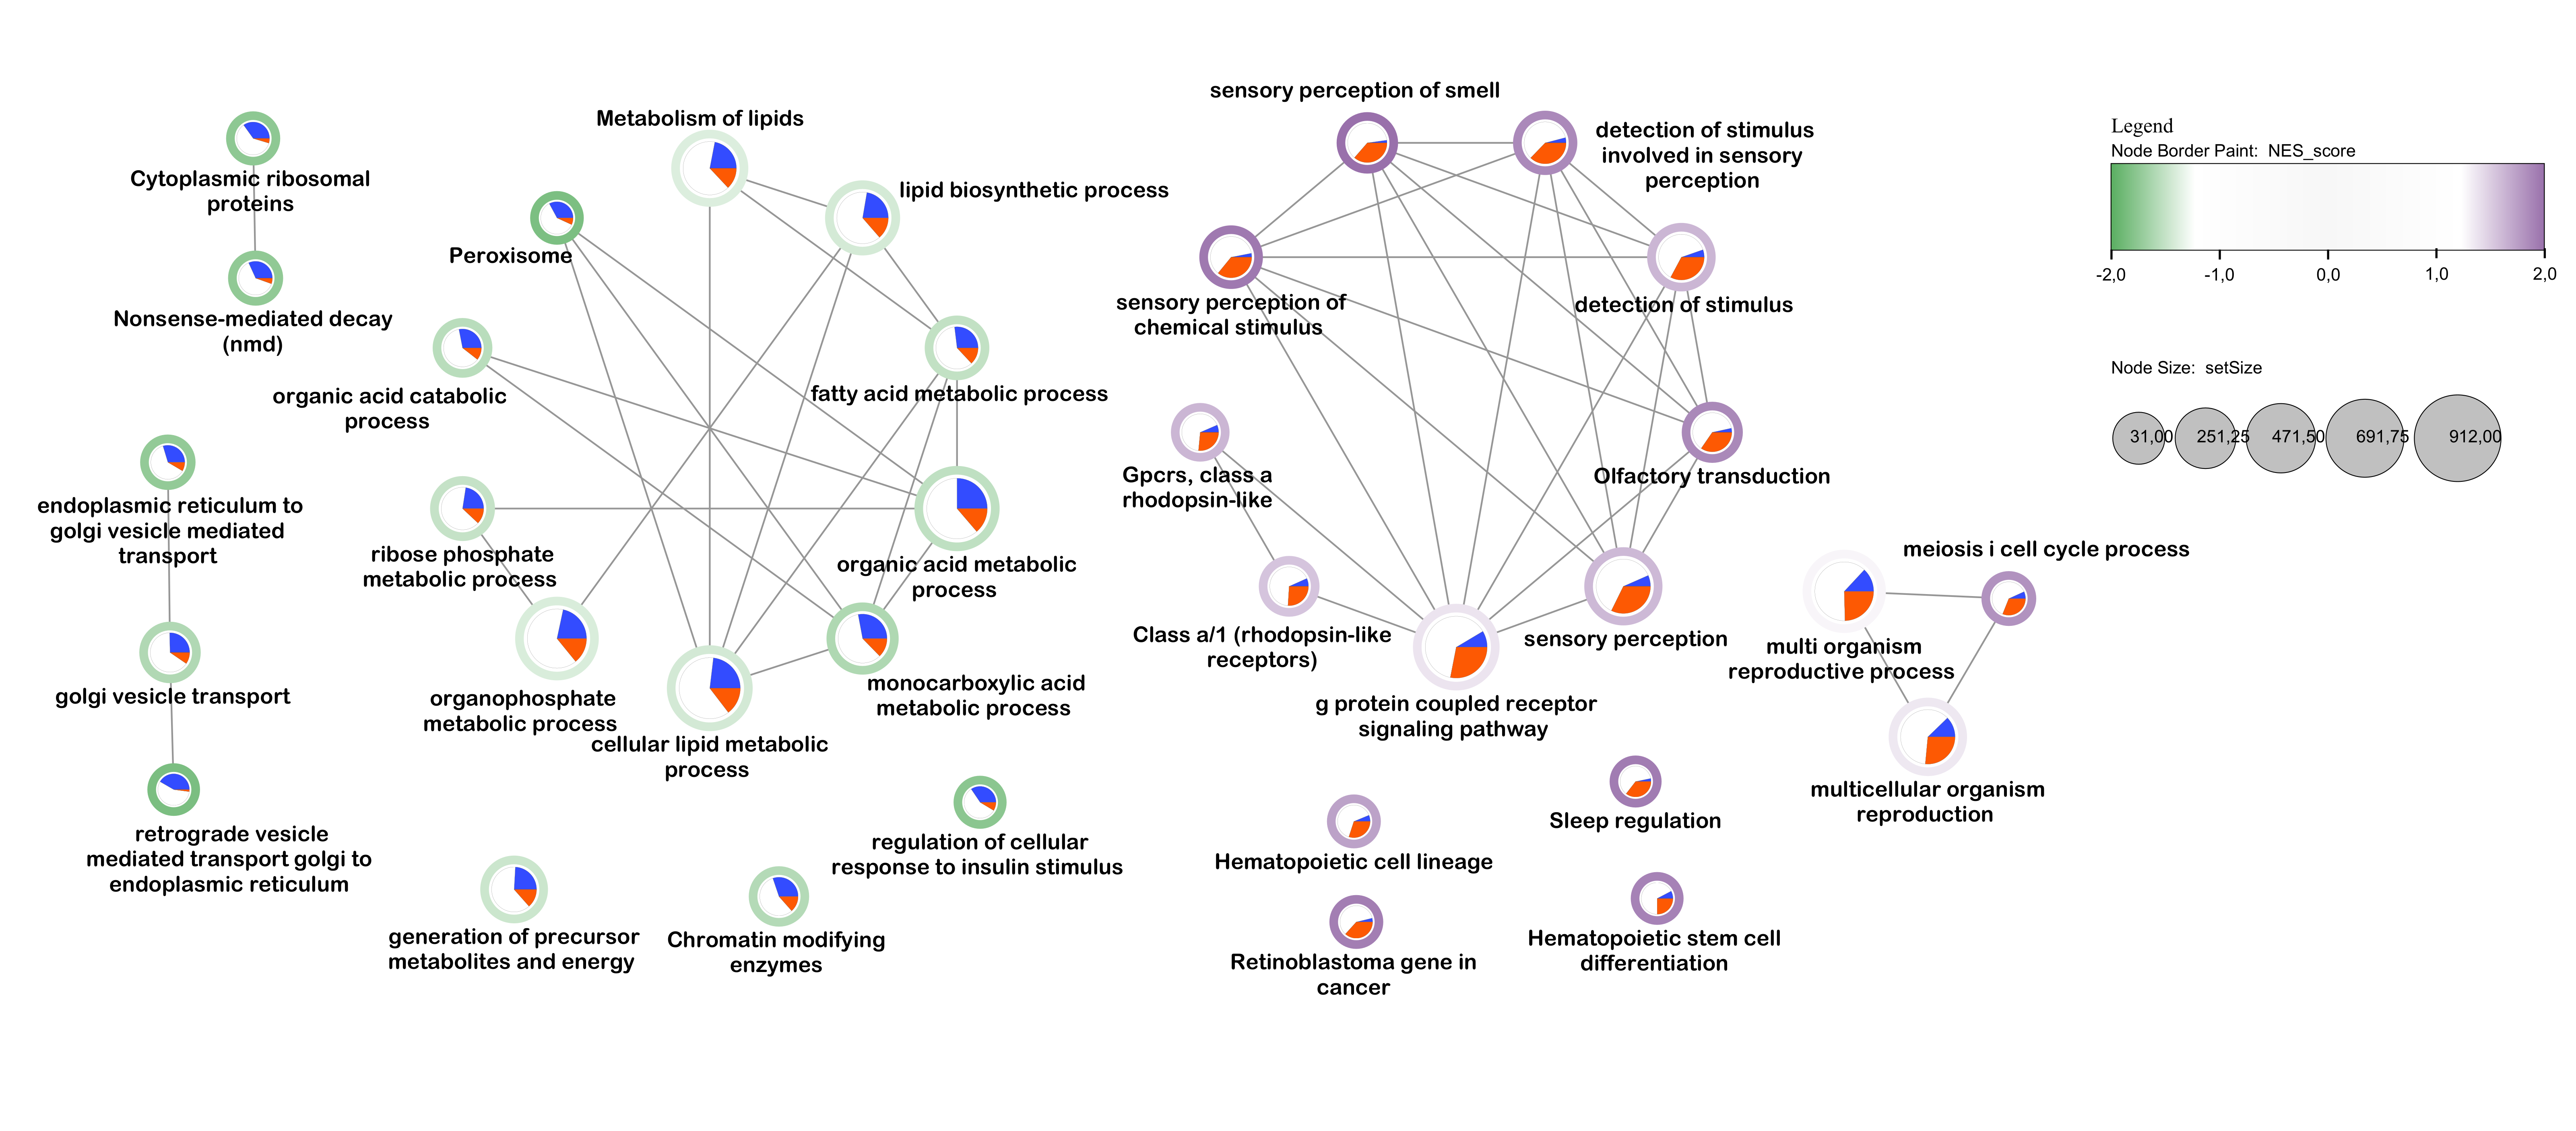 Cytoplasmic ribosomal
proteins
Nonsense-mediated decay
(nmd)
endoplasmic reticulum to
golgi vesicle mediated
transport
golgi vesicle transport
retrograde vesicle
mediated transport golgi to
endoplasmic reticulum
Metabolism of lipids
lipid biosynthetic process
Peroxisome
organic acid catabolic
process
fatty acid metabolic process
ribose phosphate
metabolic process
organic acid metabolic
process
organophosphate
metabolic process
monocarboxylic acid
metabolic process
cellular lipid metabolic
process
regulation of cellular
response to insulin stimulus
generation of precursor
metabolites and energy
Chromatin modifying
enzymes
sensory perception of smell
detection of stimulus
involved in sensory
perception
sensory perception of
chemical stimulus
detection of stimulus
Gpcrs, class a
rhodopsin-like
Olfactory transduction
Class a/1 (rhodopsin-like
receptors)
sensory perception
g protein coupled receptor
signaling pathway
meiosis i cell cycle process
multi organism
reproductive process
multicellular organism
reproduction
Sleep regulation
Hematopoietic cell lineage
Hematopoietic stem cell
differentiation
Retinoblastoma gene in
cancer
Legend
Node Border Paint: NES_score
-2,0 -1,0 0,0 1,0 2,0
Node Size: setSize
31,00 251,25 471,50 691,75 912,00